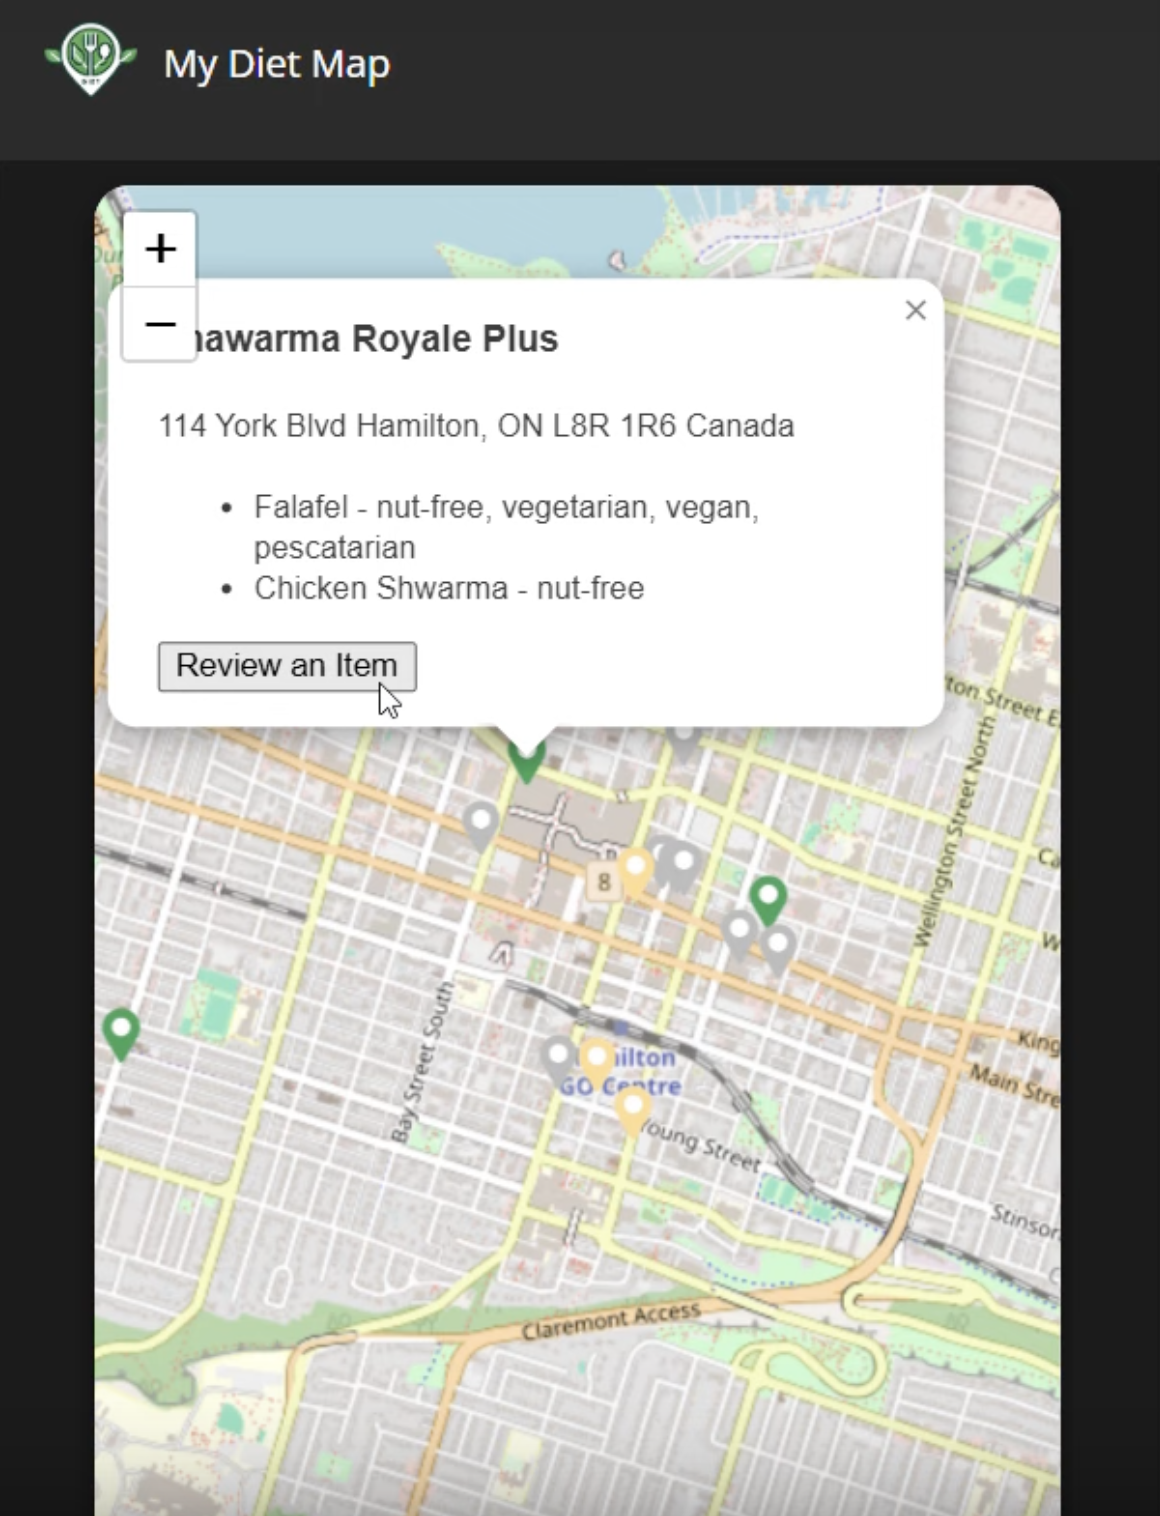 My Diet Map
+
−
hawarma Royale Plus
×
114 York Blvd Hamilton, ON L8R 1R6 Canada
• Falafel - nut-free, vegetarian, vegan,
pescatarian
• Chicken Shwarma - nut-free
Review an Item
ton Street E
Wellington Street North
Ca
8
W
Bay Street South
King
ilton
GO Centre
Main Stre
Young Street
Stinson
Claremont Access